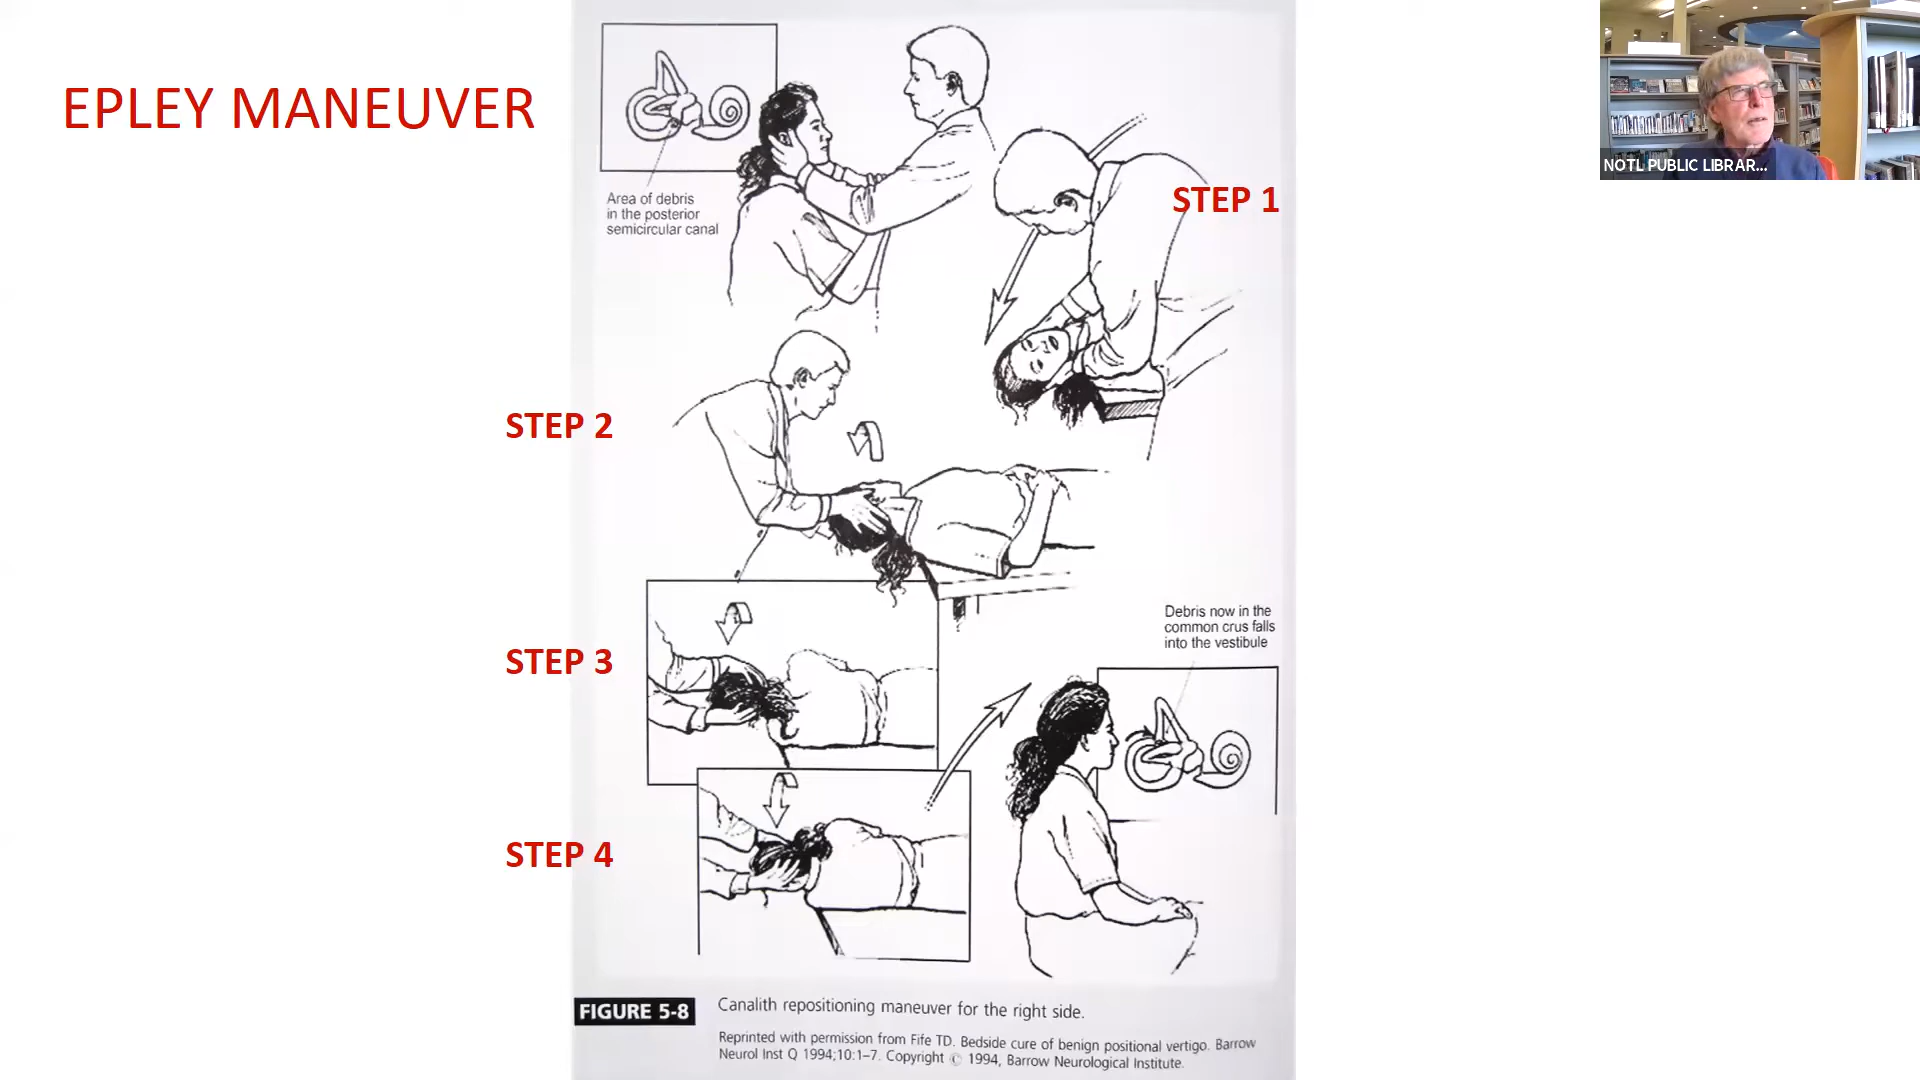 EPLEY MANEUVER
Area of debris
in the posterior
semicircular canal
STEP 1
STEP 2
STEP 3
STEP 4
Debris now in the
common crus falls
into the vestibule
FIGURE 5-8
Canalith repositioning maneuver for the right side.
Reprinted with permission from Fife TD. Bedside cure of benign positional vertigo. Barrow
Neurol Inst Q 1994;10:1–7. Copyright © 1994, Barrow Neurological Institute.
NOTL PUBLIC LIBRAR...